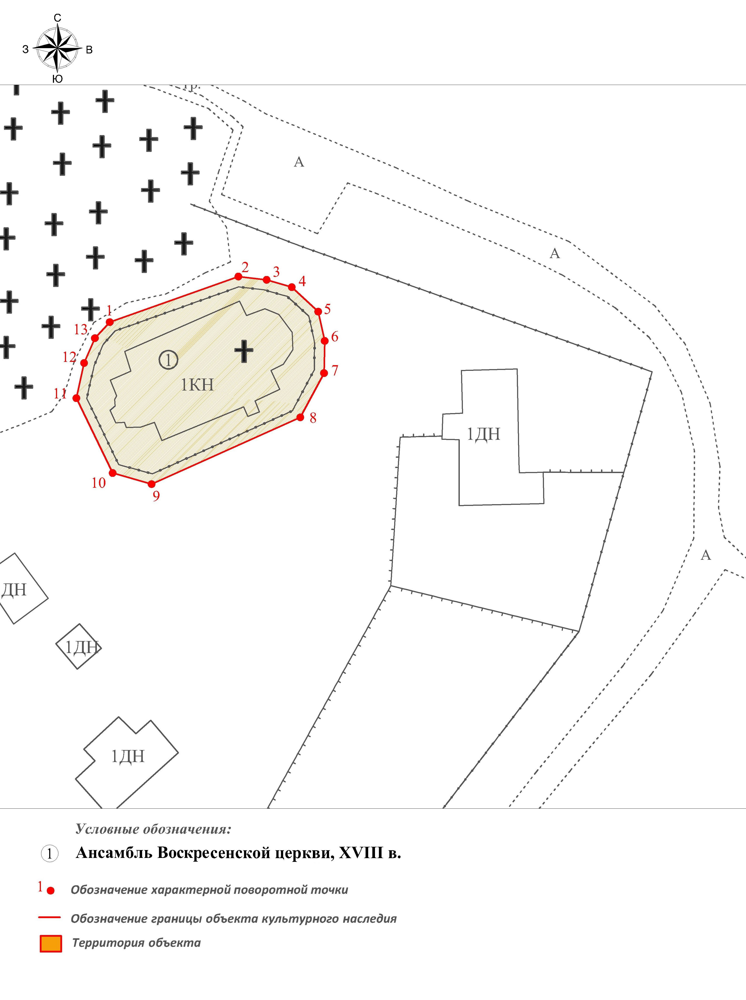 С
З
В
Ю
А
А
2
3
4
1
5
13
6
12
1
7
1КН
11
8
1ДН
10
9
А
ДН
1ДН
1ДН
Условные обозначения:
1 Ансамбль Воскресенской церкви, XVIII в.
1 Обозначение характерной поворотной точки
Обозначение границы объекта культурного наследия
Территория объекта